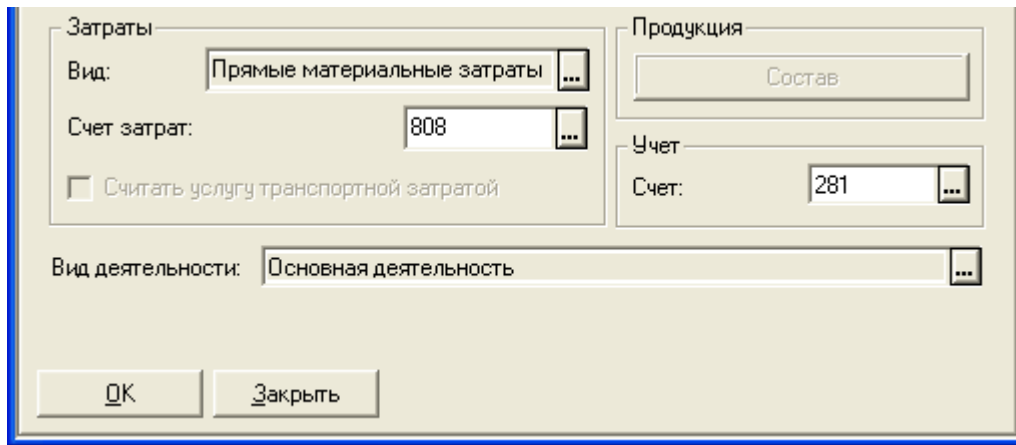 Затраты
Вид: Прямые материальные затраты ...
Счет затрат: 808 ...
Считать услугу транспортной затратой
Продукция
Состав
Учет
Счет: 281 ...
Вид деятельности: Основная деятельность ...
OK Закрыть